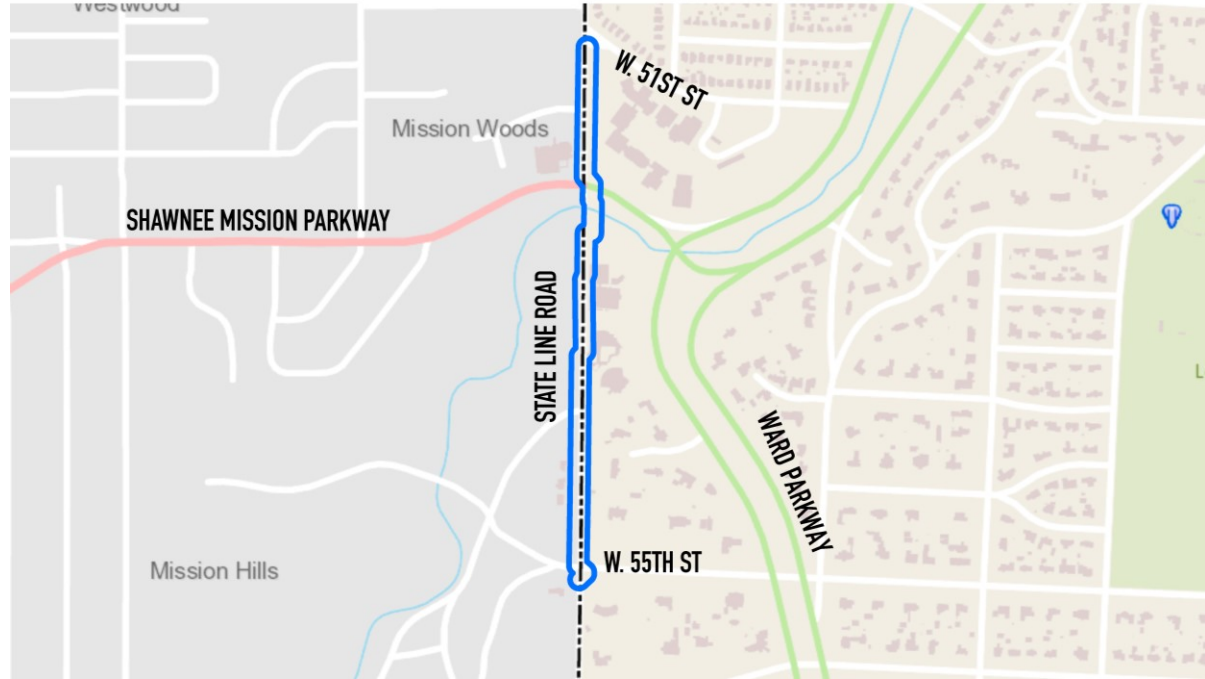 Westwood
W. 51ST ST
Mission Woods
SHAWNEE MISSION PARKWAY
STATE LINE ROAD
WARD PARKWAY
W. 55TH ST
Mission Hills